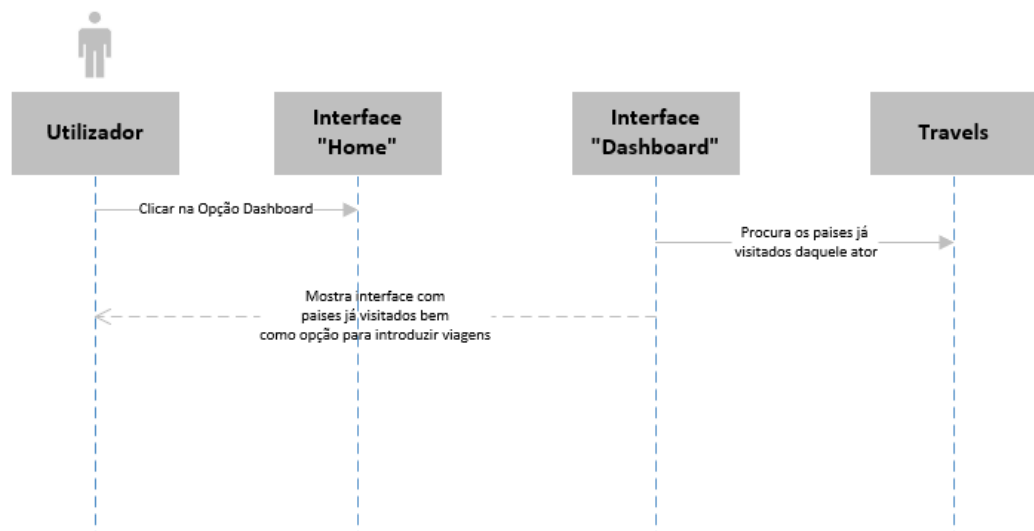 Utilizador
Interface
"Home"
Interface
"Dashboard"
Travels
Clicar na Opção Dashboard
Procura os paises já
visitados daquele ator
Mostra interface com
paises já visitados bem
como opção para introduzir viagens